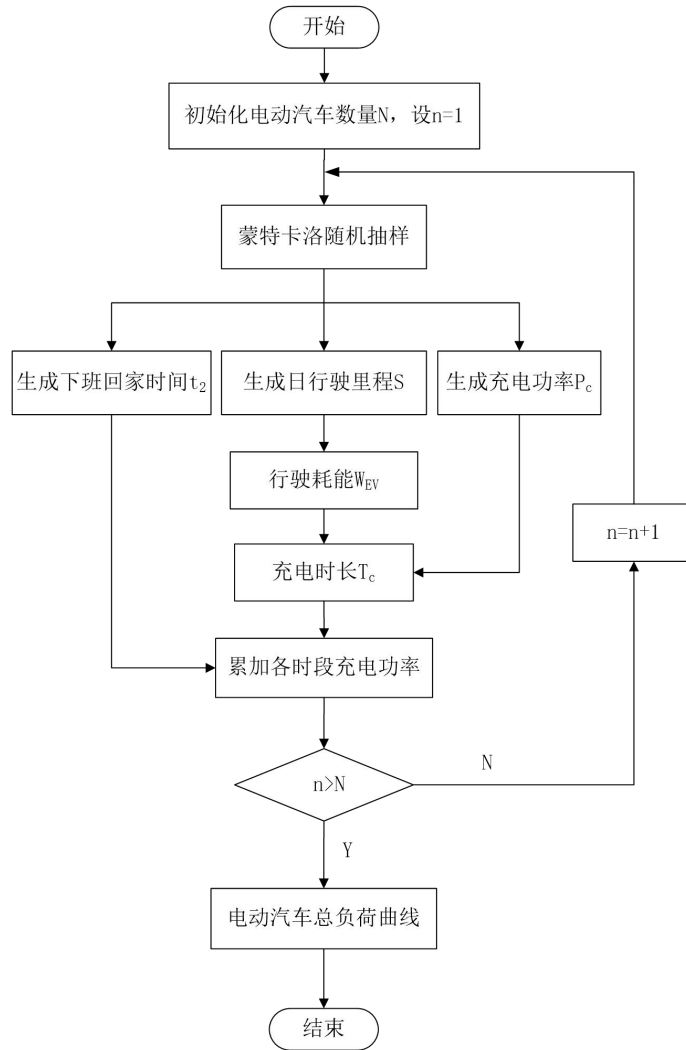 开始
初始化电动汽车数量N，设n=1
蒙特卡洛随机抽样
生成下班回家时间t₂
生成日行驶里程S
生成充电功率P꜀
行驶耗能W_EV
n=n+1
充电时长T꜀
累加各时段充电功率
n>N
N
Y
电动汽车总负荷曲线
结束